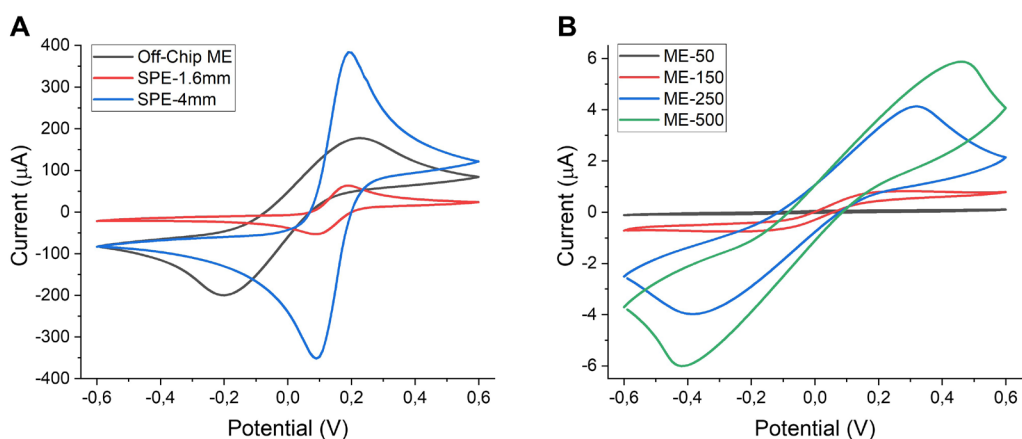 A
Off-Chip ME
SPE-1.6mm
SPE-4mm
Current (μA)
400
300
200
100
0
-100
-200
-300
-400
-0,6
-0,4
-0,2
0,0
0,2
0,4
0,6
Potential (V)
B
ME-50
ME-150
ME-250
ME-500
Current (μA)
6
4
2
0
-2
-4
-6
-0,6
-0,4
-0,2
0,0
0,2
0,4
0,6
Potential (V)